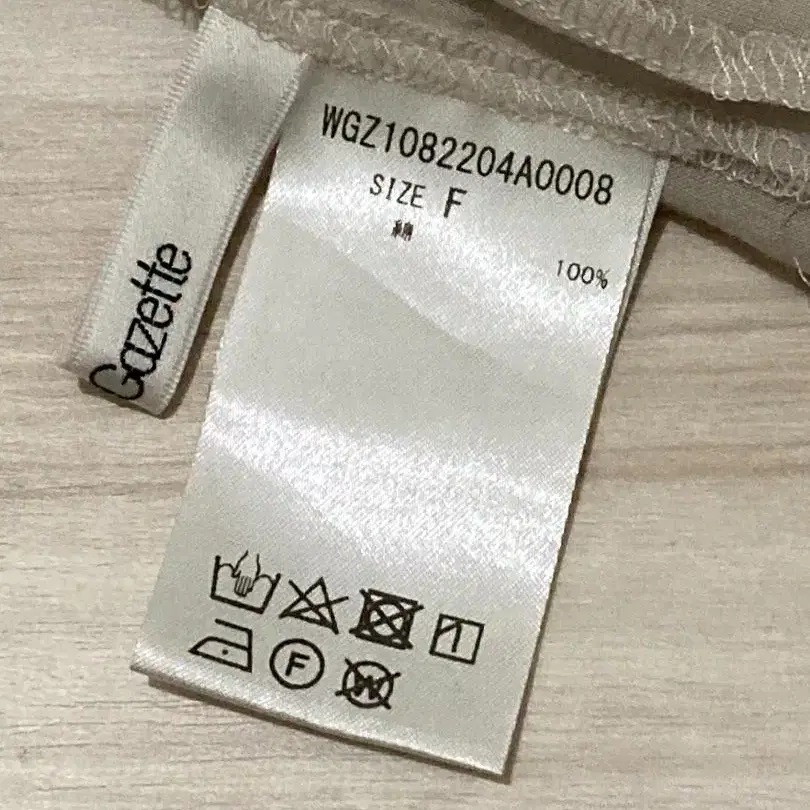 Gazette
WGZ1082204A0008
SIZE F
綿 100%
F
W